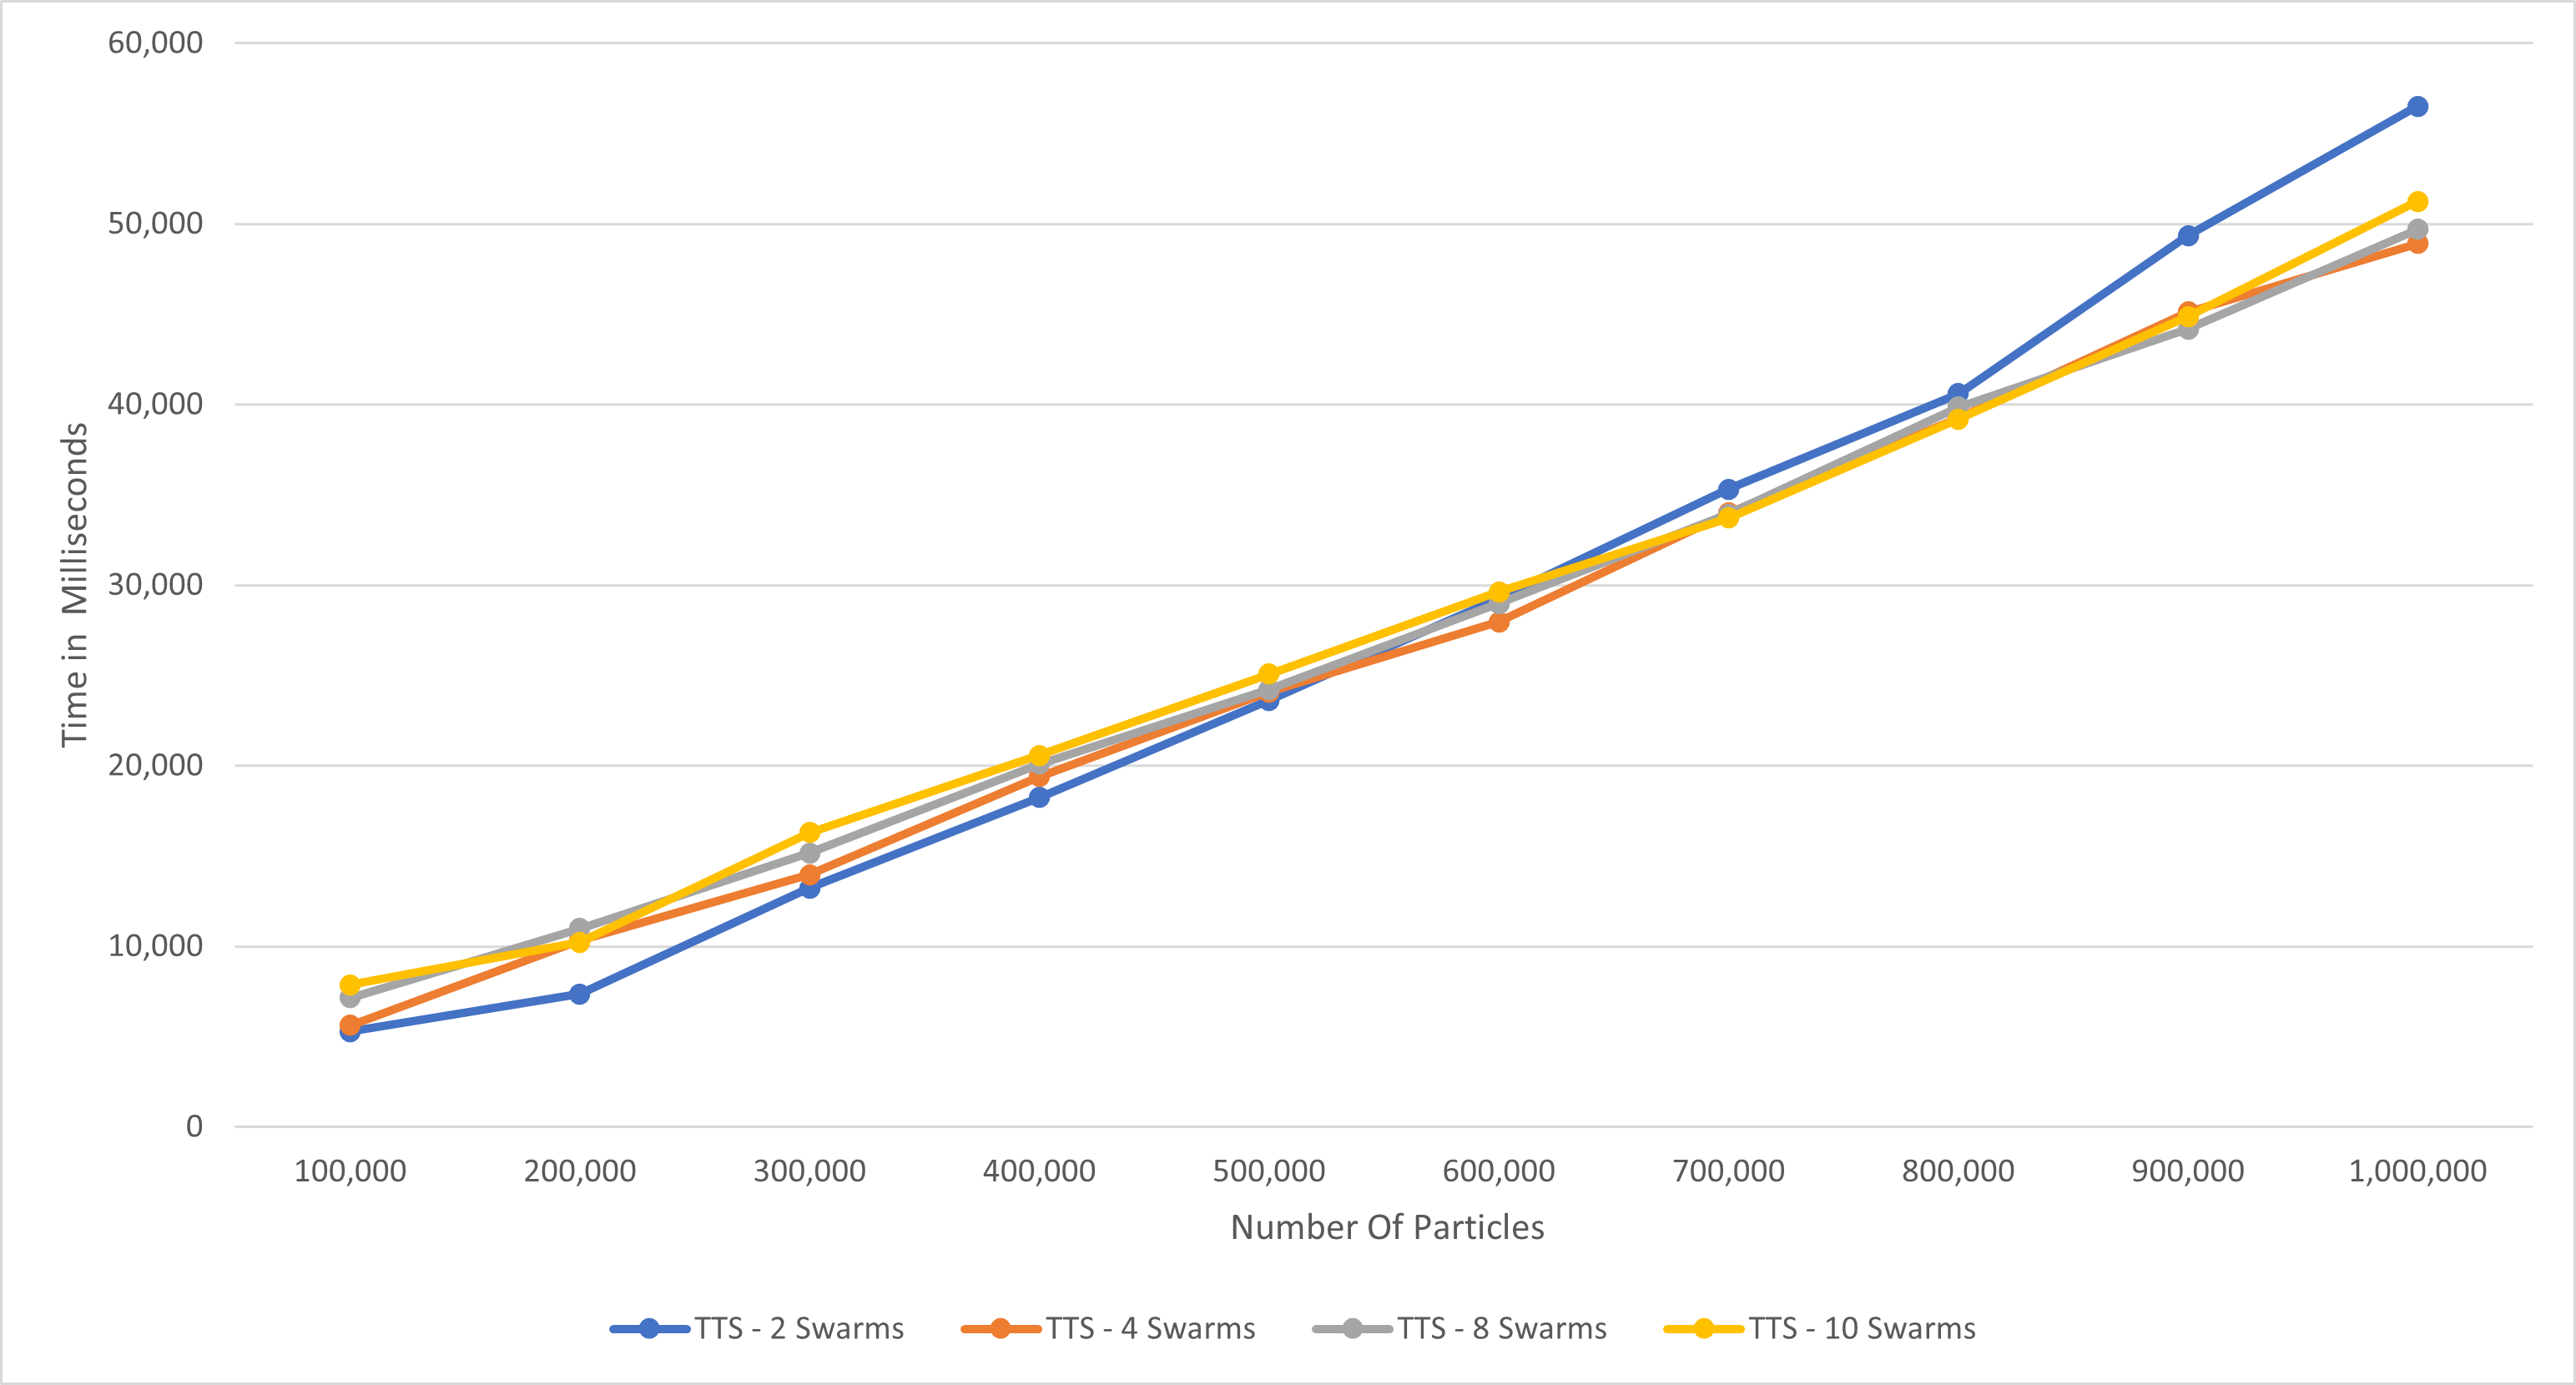 60,000
50,000
40,000
30,000
20,000
10,000
0
Time in Milliseconds
100,000 200,000 300,000 400,000 500,000 600,000 700,000 800,000 900,000 1,000,000
Number Of Particles
TTS - 2 Swarms TTS - 4 Swarms TTS - 8 Swarms TTS - 10 Swarms